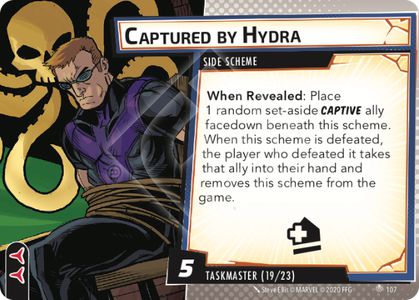 CAPTURED BY HYDRA
SIDE SCHEME
When Revealed: Place
1 random set-aside CAPTIVE ally
facedown beneath this scheme.
When this scheme is defeated,
the player who defeated it takes
that ally into their hand and
removes this scheme from the
game.
5
TASKMASTER (19/23)
Steve Ellis © MARVEL © 2020 FFG
107